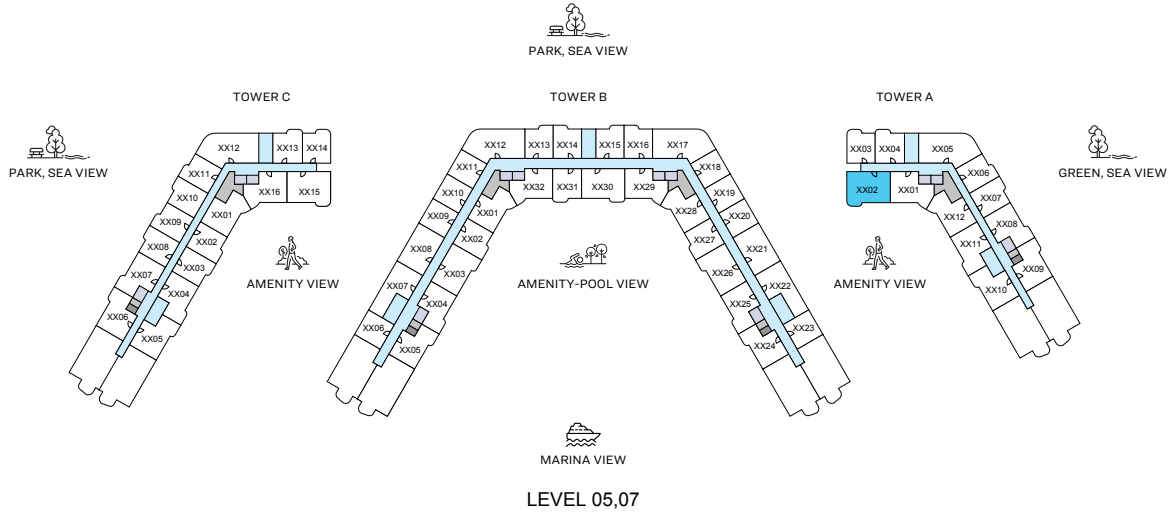 PARK, SEA VIEW
TOWER C
TOWER B
TOWER A
PARK, SEA VIEW
GREEN, SEA VIEW
XX12
XX13
XX14
XX11
XX10
XX16
XX15
XX09
XX01
XX08
XX02
XX07
XX03
XX04
XX06
XX05
AMENITY VIEW
XX12
XX13
XX14
XX15
XX16
XX17
XX11
XX18
XX10
XX32
XX31
XX30
XX29
XX19
XX09
XX01
XX28
XX20
XX08
XX02
XX27
XX21
XX07
XX03
XX26
XX22
XX06
XX04
XX25
XX23
XX05
XX24
AMENITY-POOL VIEW
XX03
XX04
XX05
XX02
XX01
XX06
XX07
XX12
XX08
XX11
XX09
XX10
AMENITY VIEW
MARINA VIEW
LEVEL 05,07